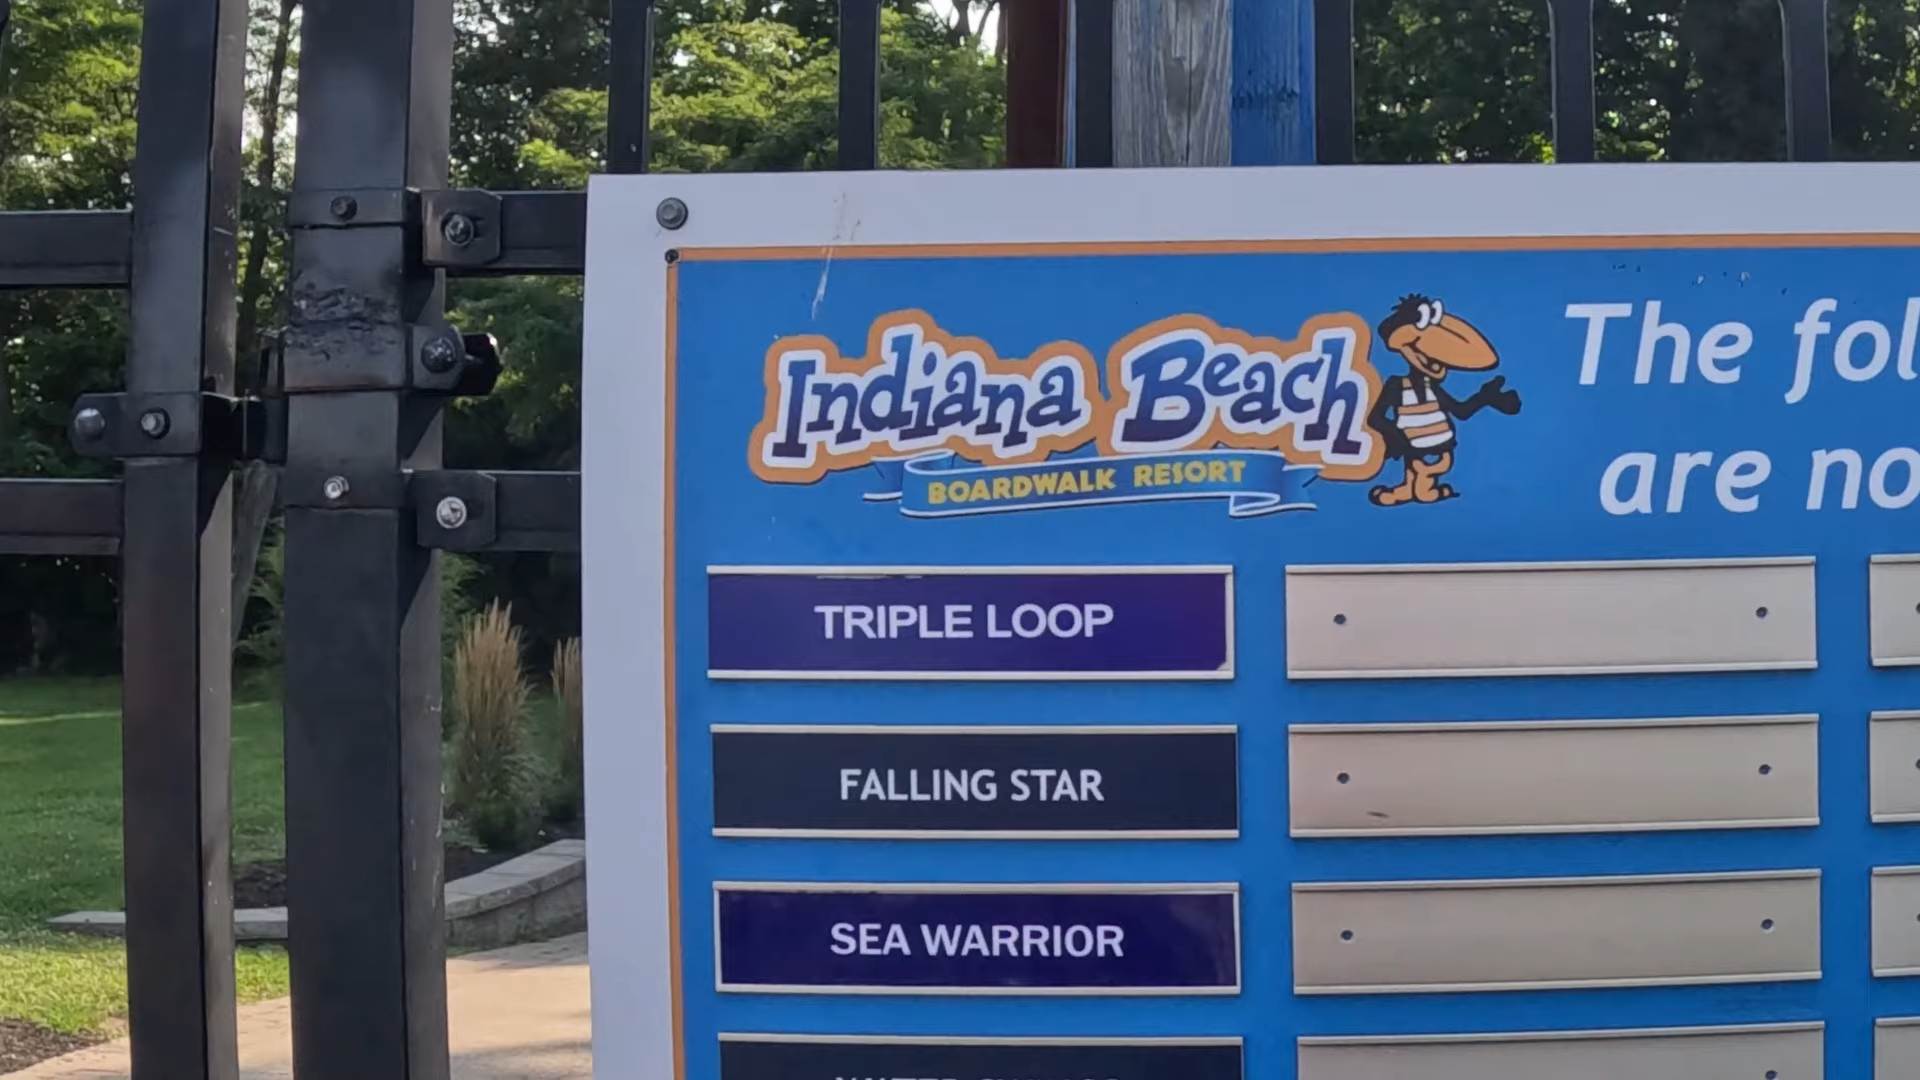 Indiana Beach
BOARDWALK RESORT
The fol
are no
TRIPLE LOOP
FALLING STAR
SEA WARRIOR